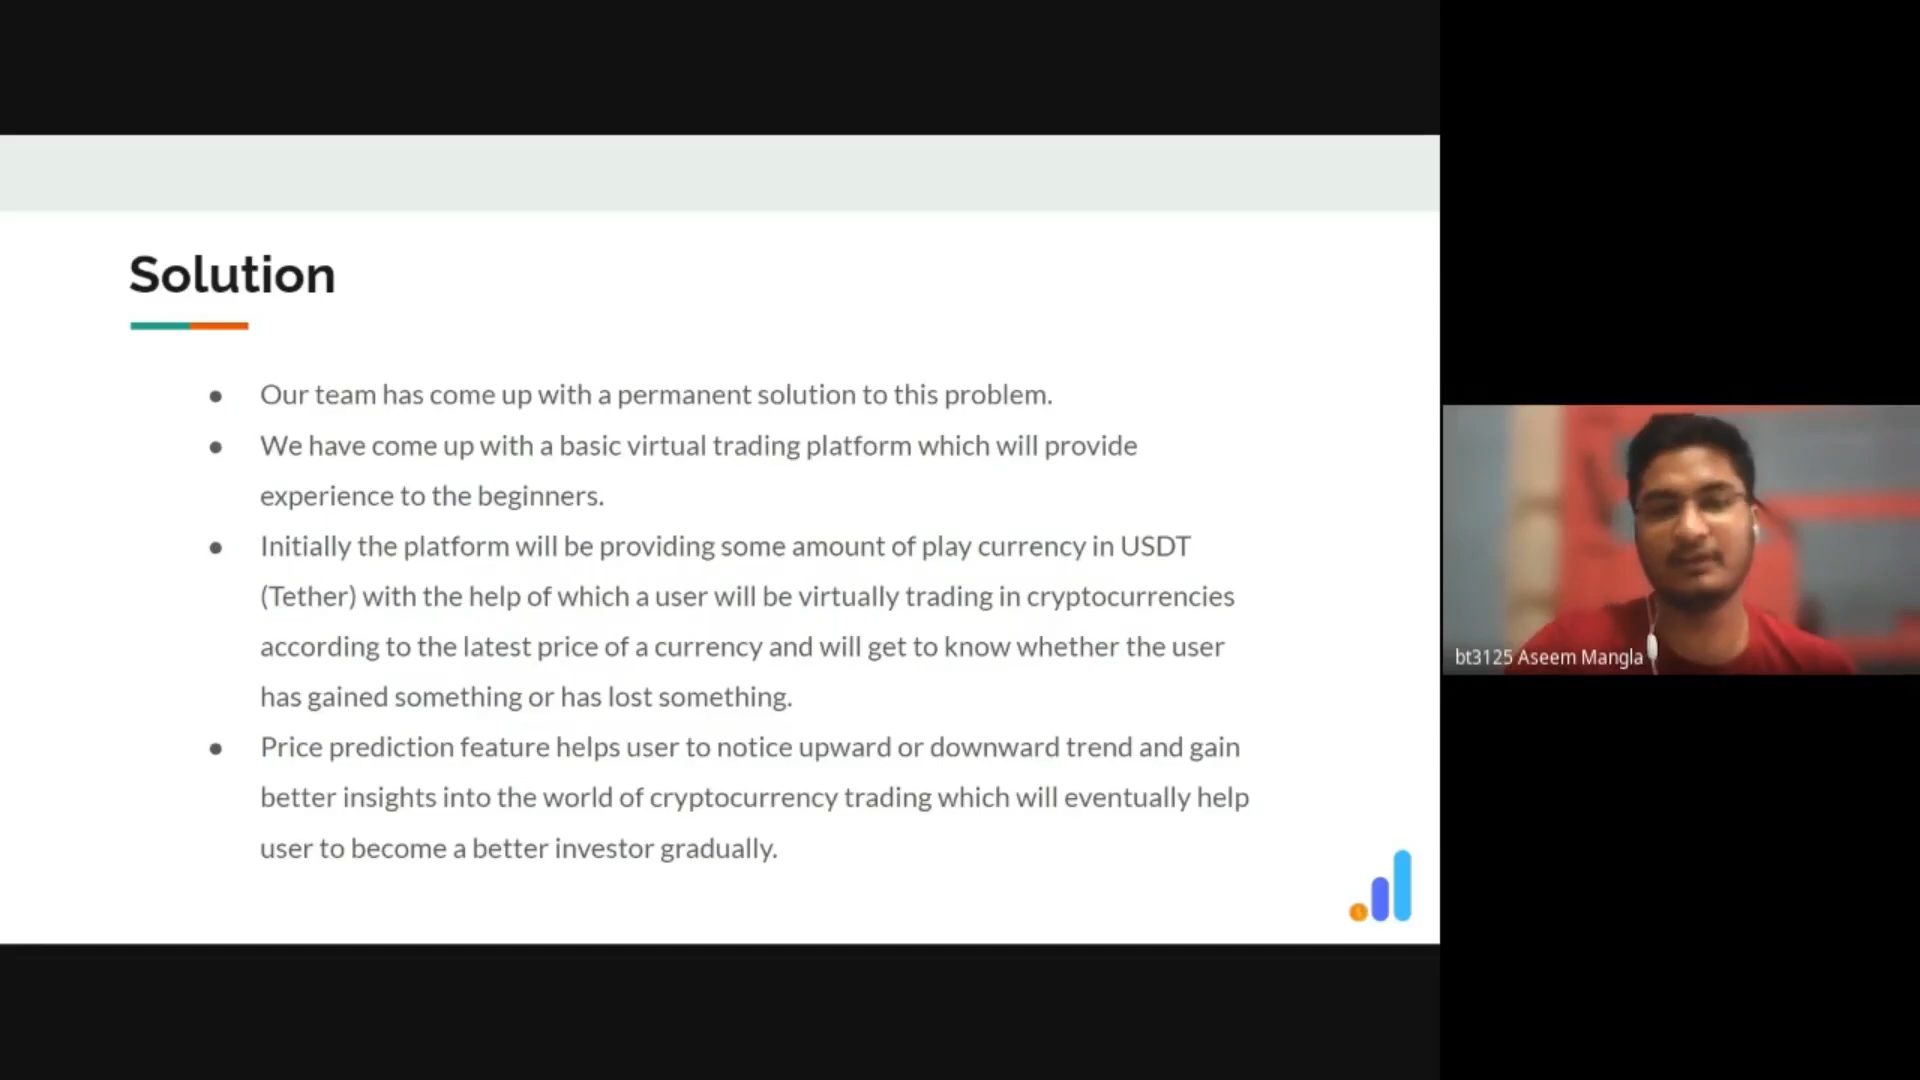 Solution
● Our team has come up with a permanent solution to this problem.
● We have come up with a basic virtual trading platform which will provide
experience to the beginners.
● Initially the platform will be providing some amount of play currency in USDT
(Tether) with the help of which a user will be virtually trading in cryptocurrencies
according to the latest price of a currency and will get to know whether the user
has gained something or has lost something.
● Price prediction feature helps user to notice upward or downward trend and gain
better insights into the world of cryptocurrency trading which will eventually help
user to become a better investor gradually.
bt3125 Aseem Mangla